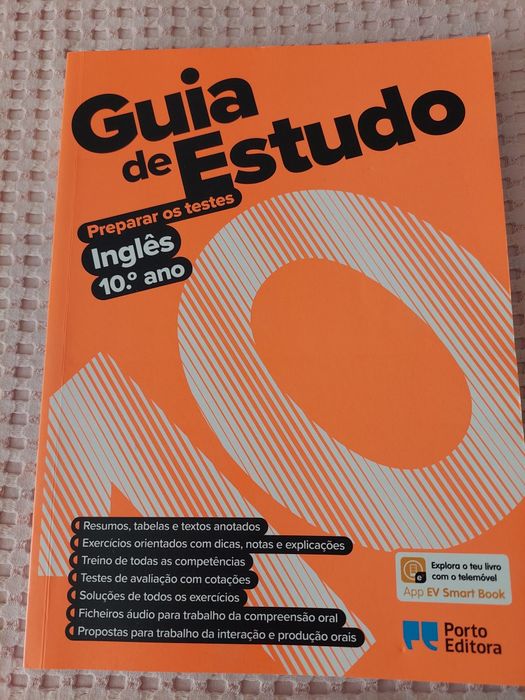 Guia
de Estudo
Preparar os testes
Inglês
10.º ano
10
Resumos, tabelas e textos anotados
Exercícios orientados com dicas, notas e explicações
Treino de todas as competências
Testes de avaliação com cotações
Soluções de todos os exercícios
Ficheiros áudio para trabalho da compreensão oral
Propostas para trabalho da interação e produção orais
e
Explora o teu livro
com o telemóvel
App EV Smart Book
Porto
Editora